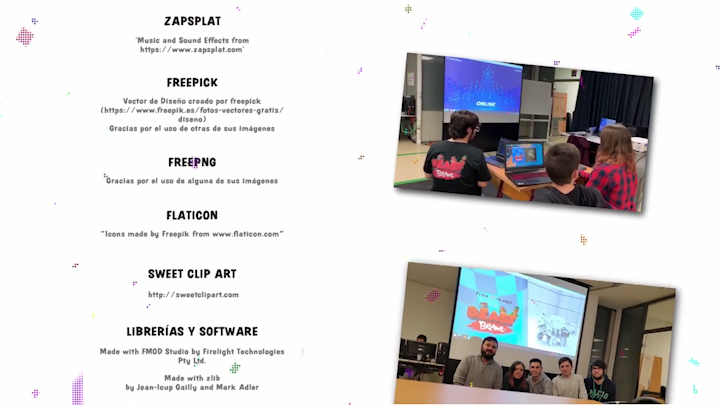 ZAPSPLAT
'Music and Sound Effects from
https://www.zapsplat.com'
FREEPICK
Vector de Diseño creado por freepick
(https://www.freepik.es/fotos-vectores-gratis/
diseno)
Gracias por el uso de otras de sus imágenes
FREEPNG
Gracias por el uso de alguna de sus imágenes
FLATICON
"Icons made by Freepik from www.flaticon.com"
SWEET CLIP ART
http://sweetclipart.com
LIBRERÍAS Y SOFTWARE
Made with FMOD Studio by Firelight Technologies
Pty Ltd.
Made with zlib
by Jean-loup Gailly and Mark Adler
ONLINE